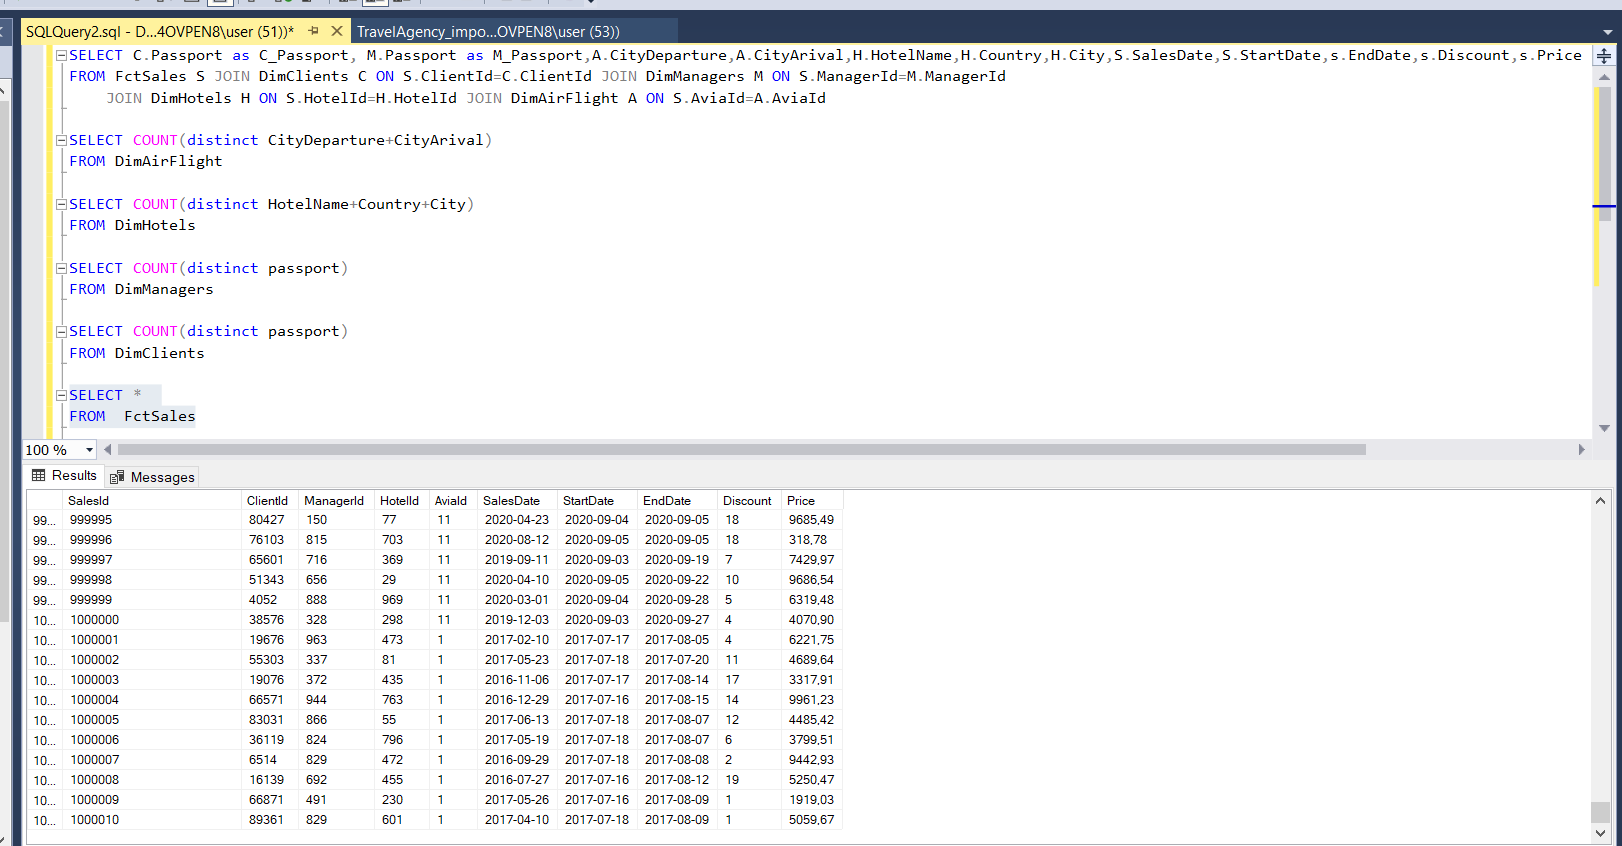 SQLQuery2.sql - D...4OVPEN8\user (51))*
TravelAgency_impo...OVPEN8\user (53))
SELECT C.Passport as C_Passport, M.Passport as M_Passport,A.CityDeparture,A.CityArival,H.HotelName,H.Country,H.City,S.SalesDate,S.StartDate,s.EndDate,s.Discount,s.Price
FROM FctSales S JOIN DimClients C ON S.ClientId=C.ClientId JOIN DimManagers M ON S.ManagerId=M.ManagerId
JOIN DimHotels H ON S.HotelId=H.HotelId JOIN DimAirFlight A ON S.AviaId=A.AviaId
SELECT COUNT(distinct CityDeparture+CityArival)
FROM DimAirFlight
SELECT COUNT(distinct HotelName+Country+City)
FROM DimHotels
SELECT COUNT(distinct passport)
FROM DimManagers
SELECT COUNT(distinct passport)
FROM DimClients
SELECT *
FROM FctSales
100 %
Results Messages
SalesId ClientId ManagerId HotelId AviaId SalesDate StartDate EndDate Discount Price
99... 999995 80427 150 77 11 2020-04-23 2020-09-04 2020-09-05 18 9685,49
99... 999996 76103 815 703 11 2020-08-12 2020-09-05 2020-09-05 18 318,78
99... 999997 65601 716 369 11 2019-09-11 2020-09-03 2020-09-19 7 7429,97
99... 999998 51343 656 29 11 2020-04-10 2020-09-05 2020-09-22 10 9686,54
99... 999999 4052 888 969 11 2020-03-01 2020-09-04 2020-09-28 5 6319,48
10... 1000000 38576 328 298 11 2019-12-03 2020-09-03 2020-09-27 4 4070,90
10... 1000001 19676 963 473 1 2017-02-10 2017-07-17 2017-08-05 4 6221,75
10... 1000002 55303 337 81 1 2017-05-23 2017-07-18 2017-07-20 11 4689,64
10... 1000003 19076 372 435 1 2016-11-06 2017-07-17 2017-08-14 17 3317,91
10... 1000004 66571 944 763 1 2016-12-29 2017-07-16 2017-08-15 14 9961,23
10... 1000005 83031 866 55 1 2017-06-13 2017-07-18 2017-08-07 12 4485,42
10... 1000006 36119 824 796 1 2017-05-19 2017-07-18 2017-08-07 6 3799,51
10... 1000007 6514 829 472 1 2016-09-29 2017-07-18 2017-08-08 2 9442,93
10... 1000008 16139 692 455 1 2016-07-27 2017-07-16 2017-08-12 19 5250,47
10... 1000009 66871 491 230 1 2017-05-26 2017-07-16 2017-08-09 1 1919,03
10... 1000010 89361 829 601 1 2017-04-10 2017-07-18 2017-08-09 1 5059,67